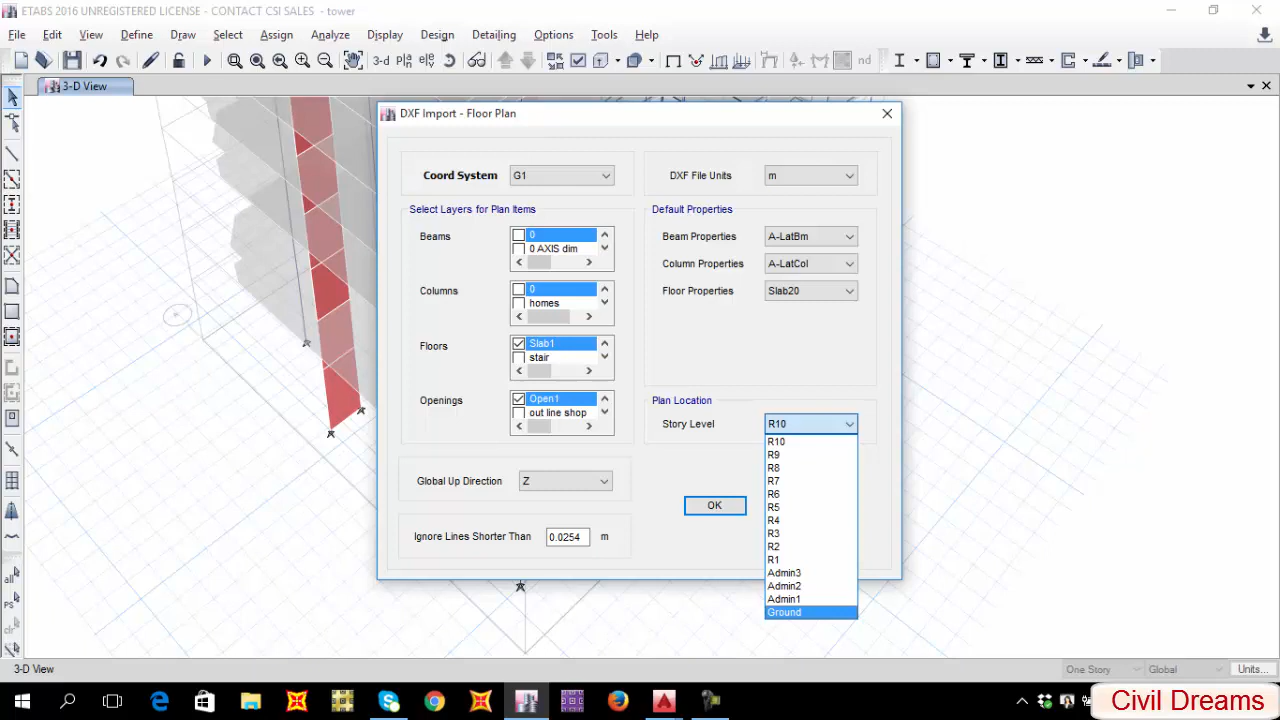 ETABS 2016 UNREGISTERED LICENSE - CONTACT CSI SALES - tower
File Edit View Define Draw Select Assign Analyze Display Design Detailing Options Tools Help
3-d
nd
3-D View
DXF Import - Floor Plan
Coord System G1
DXF File Units m
Select Layers for Plan Items
Default Properties
Beams
0
0 AXIS dim
Beam Properties A-LatBm
Column Properties A-LatCol
Columns
0
homes
Floor Properties Slab20
Floors
Slab1
stair
Openings
Open1
out line shop
Plan Location
Story Level R10
R10
R9
R8
R7
R6
R5
R4
R3
R2
R1
Admin3
Admin2
Admin1
Ground
Global Up Direction Z
OK
Ignore Lines Shorter Than 0.0254 m
all
PS
dr
3-D View
One Story Global Units...
Civil Dreams